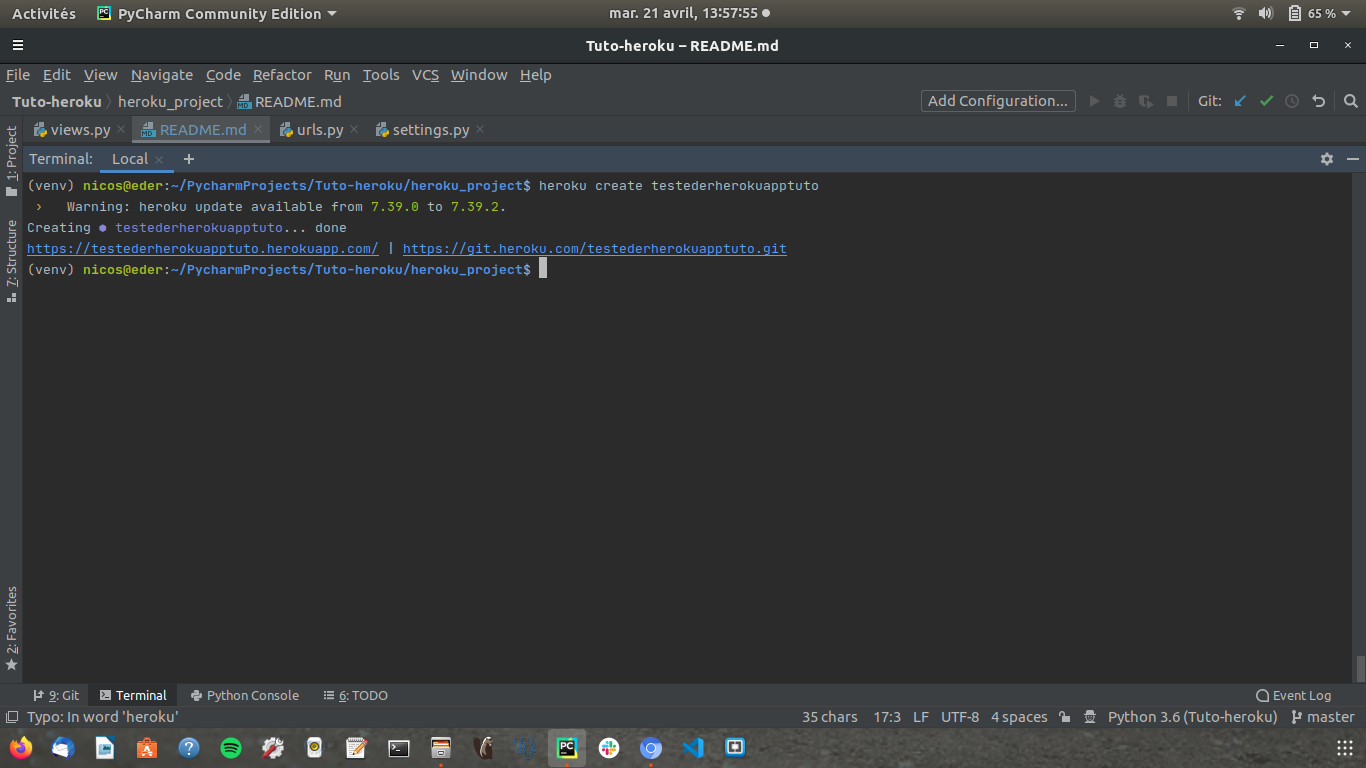 Activités PyCharm Community Edition mar. 21 avril, 13:57:55 65 %
Tuto-heroku – README.md
File Edit View Navigate Code Refactor Run Tools VCS Window Help
Tuto-heroku heroku_project README.md Add Configuration... Git:
views.py README.md urls.py settings.py
Terminal: Local +
(venv) nicos@eder:~/PycharmProjects/Tuto-heroku/heroku_project$ heroku create testederherokuapptuto
› Warning: heroku update available from 7.39.0 to 7.39.2.
Creating ⬢ testederherokuapptuto... done
https://testederherokuapptuto.herokuapp.com/ | https://git.heroku.com/testederherokuapptuto.git
(venv) nicos@eder:~/PycharmProjects/Tuto-heroku/heroku_project$
1: Project
7: Structure
2: Favorites
9: Git Terminal Python Console 6: TODO Event Log
Typo: In word 'heroku' 35 chars 17:3 LF UTF-8 4 spaces Python 3.6 (Tuto-heroku) master